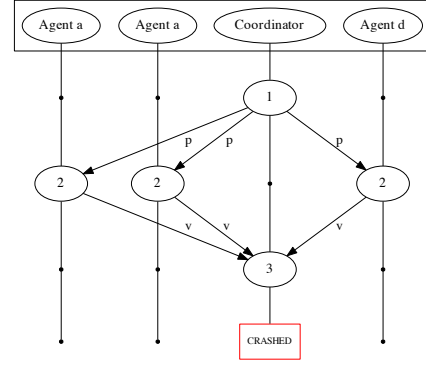 Agent a Agent a Coordinator Agent d
1
p p p
2 2 2
v v v
3
CRASHED